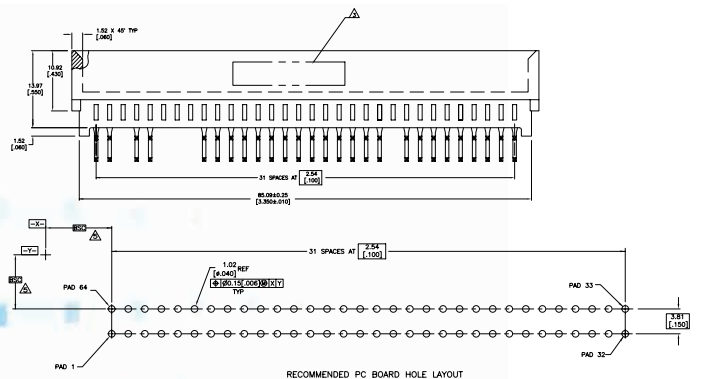 1.52 X 45° TYP
[.060]
3
10.92
[.430]
13.97
[.550]
1.52
[.060]
31 SPACES AT 2.54
[.100]
85.09±0.25
[3.350±.010]
-X-
BSC
5
-Y-
BSC
5
31 SPACES AT 2.54
[.100]
1.02 REF
[ø.040]
⌖ Ø0.15[.006]Ⓜ X Y
TYP
PAD 64
PAD 33
3.81
[.150]
PAD 1
PAD 32
RECOMMENDED PC BOARD HOLE LAYOUT